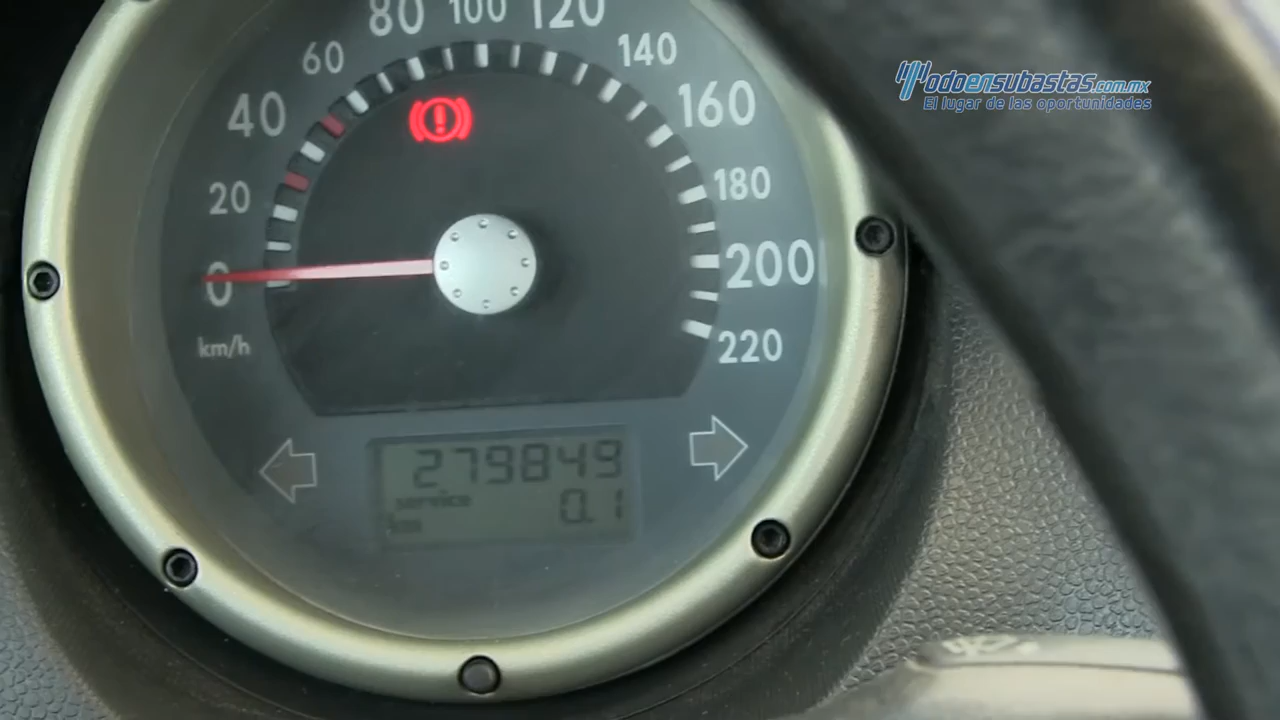 80 100 120
60 140
40 160
20 180
0 200
km/h 220
279849
service
km 0.1
Modoensubastas.com.mx
El lugar de las oportunidades